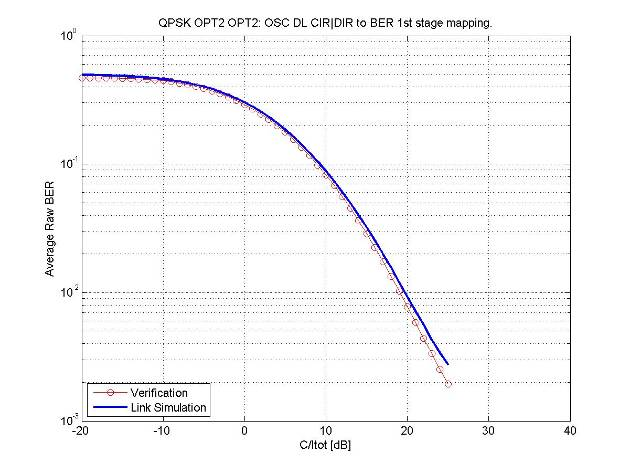 QPSK OPT2 OPT2: OSC DL CIR|DIR to BER 1st stage mapping.
10^0
10^-1
10^-2
10^-3
Average Raw BER
Verification
Link Simulation
-20 -10 0 10 20 30 40
C/Itot [dB]